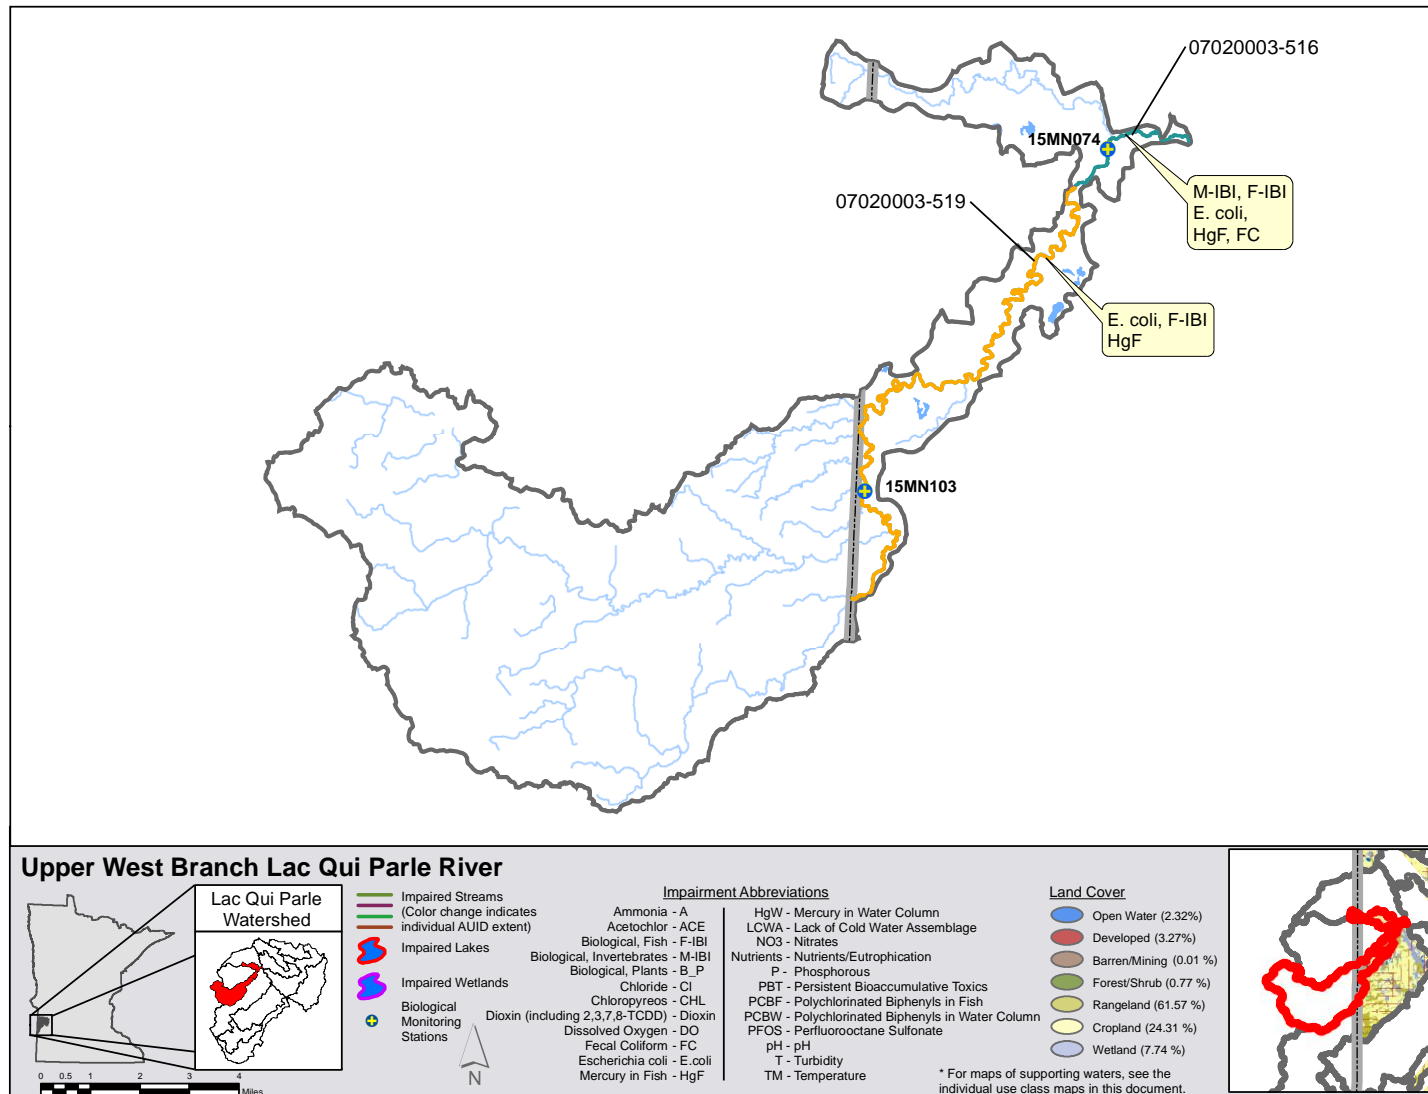 07020003-516
15MN074
M-IBI, F-IBI
E. coli,
HgF, FC
07020003-519
E. coli, F-IBI
HgF
15MN103
Upper West Branch Lac Qui Parle River
Lac Qui Parle
Watershed
0 0.5 1 2 3 4
Miles
Impaired Streams
(Color change indicates
individual AUID extent)
Impaired Lakes
Impaired Wetlands
Biological
Monitoring
Stations
N
Impairment Abbreviations
Ammonia - A
Acetochlor - ACE
Biological, Fish - F-IBI
Biological, Invertebrates - M-IBI
Biological, Plants - B_P
Chloride - Cl
Chloropyreos - CHL
Dioxin (including 2,3,7,8-TCDD) - Dioxin
Dissolved Oxygen - DO
Fecal Coliform - FC
Escherichia coli - E.coli
Mercury in Fish - HgF
HgW - Mercury in Water Column
LCWA - Lack of Cold Water Assemblage
NO3 - Nitrates
Nutrients - Nutrients/Eutrophication
P - Phosphorous
PBT - Persistent Bioaccumulative Toxics
PCBF - Polychlorinated Biphenyls in Fish
PCBW - Polychlorinated Biphenyls in Water Column
PFOS - Perfluorooctane Sulfonate
pH - pH
T - Turbidity
TM - Temperature
Land Cover
Open Water (2.32%)
Developed (3.27%)
Barren/Mining (0.01 %)
Forest/Shrub (0.77 %)
Rangeland (61.57 %)
Cropland (24.31 %)
Wetland (7.74 %)
* For maps of supporting waters, see the
individual use class maps in this document.